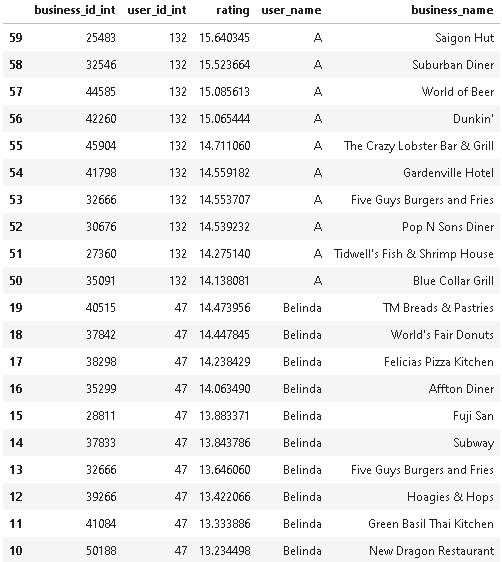 business_id_int user_id_int rating user_name business_name
59 25483 132 15.640345 A Saigon Hut
58 32546 132 15.523664 A Suburban Diner
57 44585 132 15.085613 A World of Beer
56 42260 132 15.065444 A Dunkin'
55 45904 132 14.711060 A The Crazy Lobster Bar & Grill
54 41798 132 14.559182 A Gardenville Hotel
53 32666 132 14.553707 A Five Guys Burgers and Fries
52 30676 132 14.539232 A Pop N Sons Diner
51 27360 132 14.275140 A Tidwell's Fish & Shrimp House
50 35091 132 14.138081 A Blue Collar Grill
19 40515 47 14.473956 Belinda TM Breads & Pastries
18 37842 47 14.447845 Belinda World's Fair Donuts
17 38298 47 14.238429 Belinda Felicias Pizza Kitchen
16 35299 47 14.063490 Belinda Affton Diner
15 28811 47 13.883371 Belinda Fuji San
14 37833 47 13.843786 Belinda Subway
13 32666 47 13.646060 Belinda Five Guys Burgers and Fries
12 39266 47 13.422066 Belinda Hoagies & Hops
11 41084 47 13.333886 Belinda Green Basil Thai Kitchen
10 50188 47 13.234498 Belinda New Dragon Restaurant